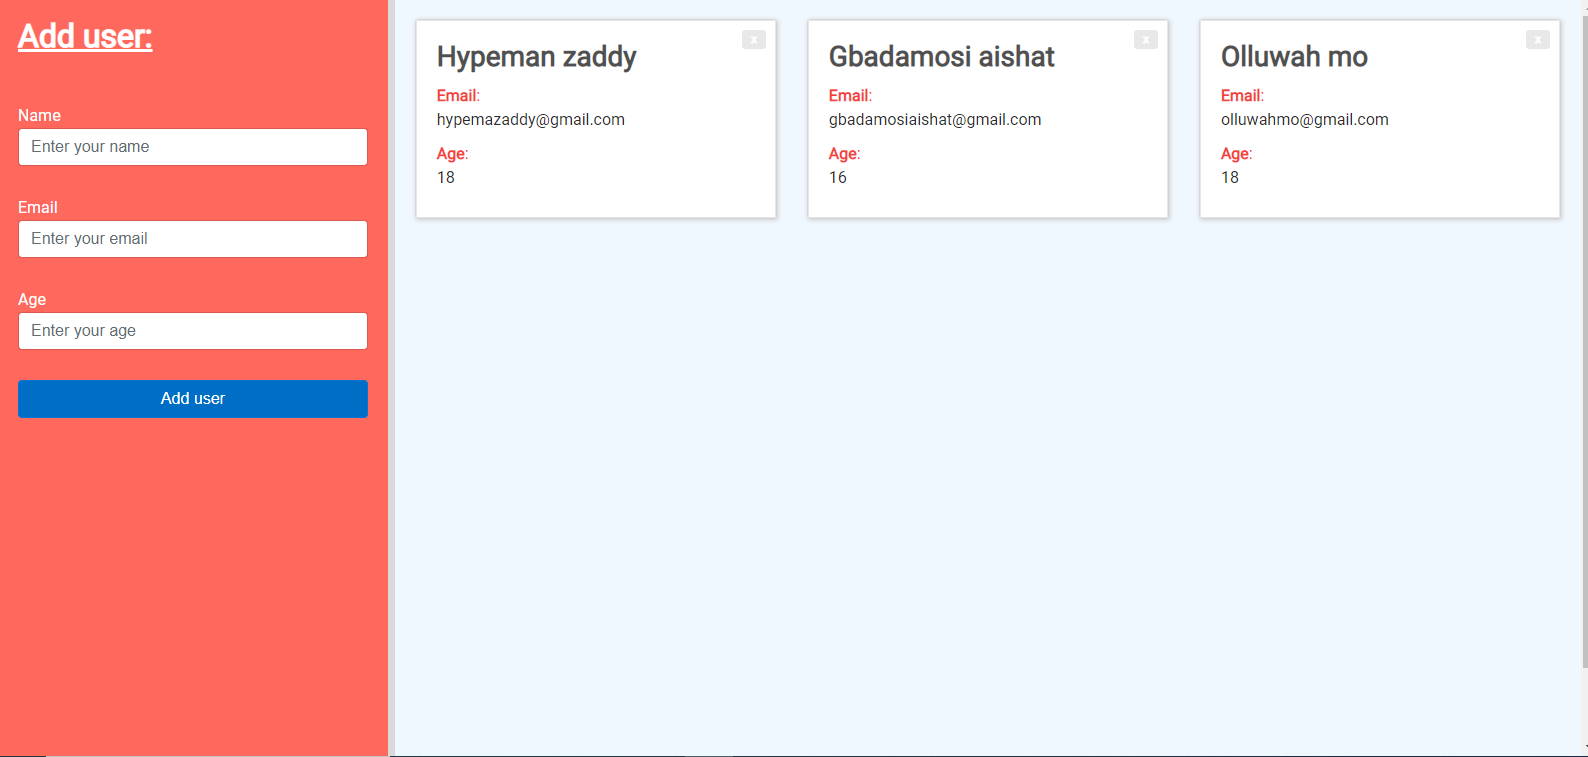 Add user:
Name
Enter your name
Email
Enter your email
Age
Enter your age
Add user
x
Hypeman zaddy
Email:
hypemazaddy@gmail.com
Age:
18
x
Gbadamosi aishat
Email:
gbadamosiaishat@gmail.com
Age:
16
x
Olluwah mo
Email:
olluwahmo@gmail.com
Age:
18